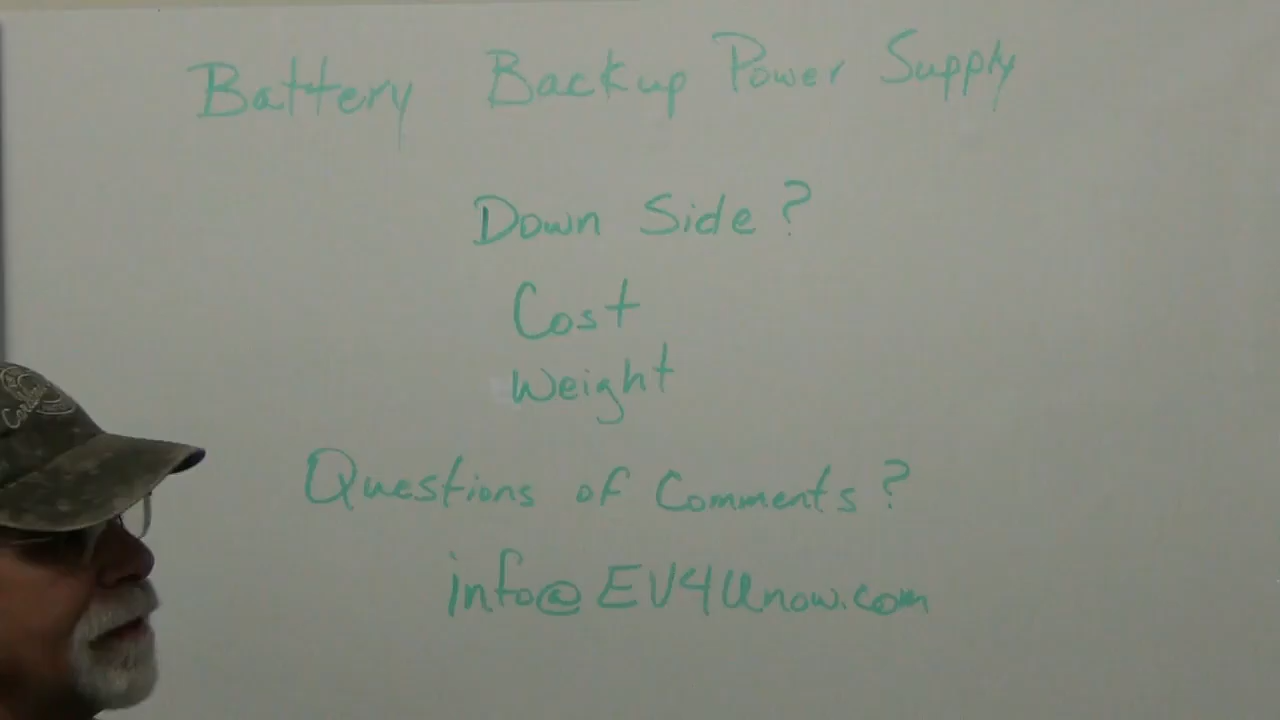 Battery Backup Power Supply
Down Side?
Cost
Weight
Questions of Comments?
info@EV4Unow.com